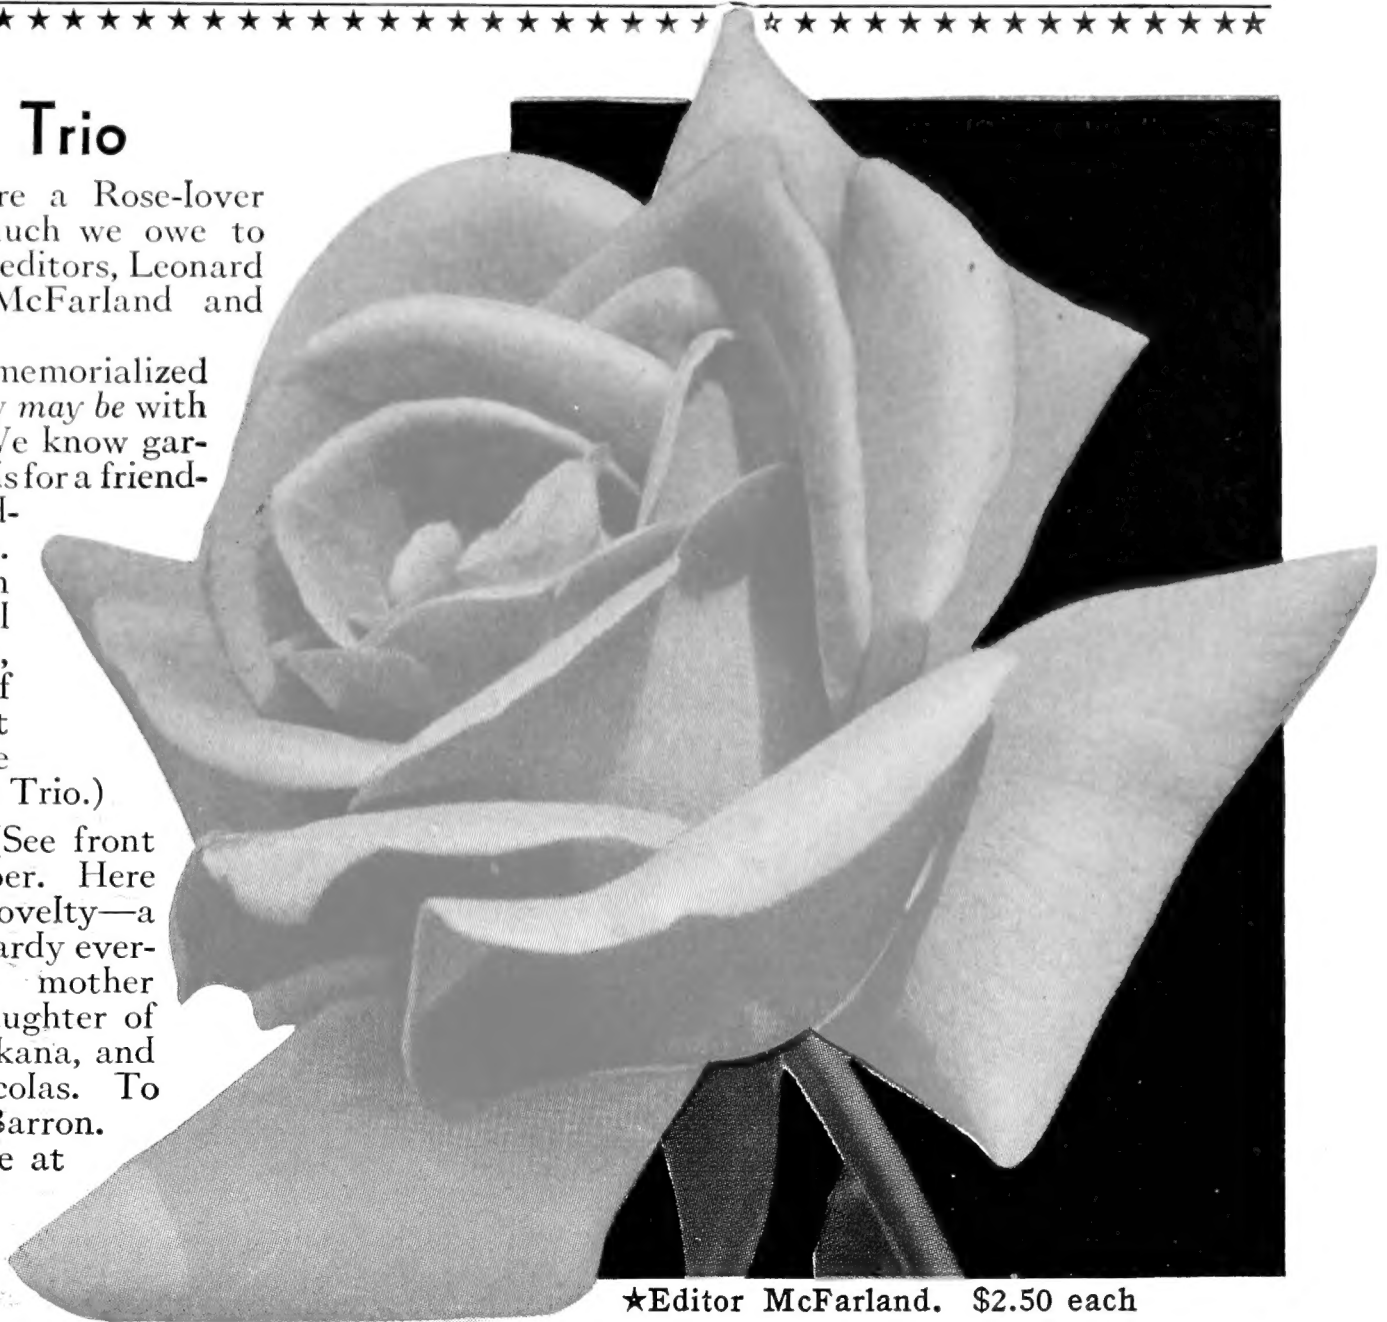 Trio
re a Rose-lover
uch we owe to
editors, Leonard
McFarland and
memorialized
may be with
We know gar-
s for a friend-
Trio.)
See front
Here
ovelty—a
ardy ever-
mother
ughter of
kana, and
colas. To
Barron.
e at
★Editor McFarland. $2.50 each